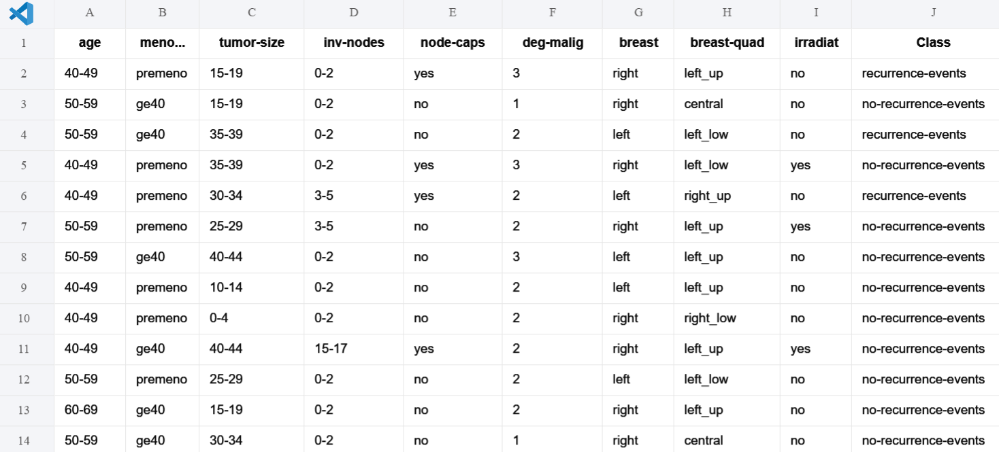 A B C D E F G H I J
1 age meno... tumor-size inv-nodes node-caps deg-malig breast breast-quad irradiat Class
2 40-49 premeno 15-19 0-2 yes 3 right left_up no recurrence-events
3 50-59 ge40 15-19 0-2 no 1 right central no no-recurrence-events
4 50-59 ge40 35-39 0-2 no 2 left left_low no recurrence-events
5 40-49 premeno 35-39 0-2 yes 3 right left_low yes no-recurrence-events
6 40-49 premeno 30-34 3-5 yes 2 left right_up no recurrence-events
7 50-59 premeno 25-29 3-5 no 2 right left_up yes no-recurrence-events
8 50-59 ge40 40-44 0-2 no 3 left left_up no no-recurrence-events
9 40-49 premeno 10-14 0-2 no 2 left left_up no no-recurrence-events
10 40-49 premeno 0-4 0-2 no 2 right right_low no no-recurrence-events
11 40-49 ge40 40-44 15-17 yes 2 right left_up yes no-recurrence-events
12 50-59 premeno 25-29 0-2 no 2 left left_low no no-recurrence-events
13 60-69 ge40 15-19 0-2 no 2 right left_up no no-recurrence-events
14 50-59 ge40 30-34 0-2 no 1 right central no no-recurrence-events